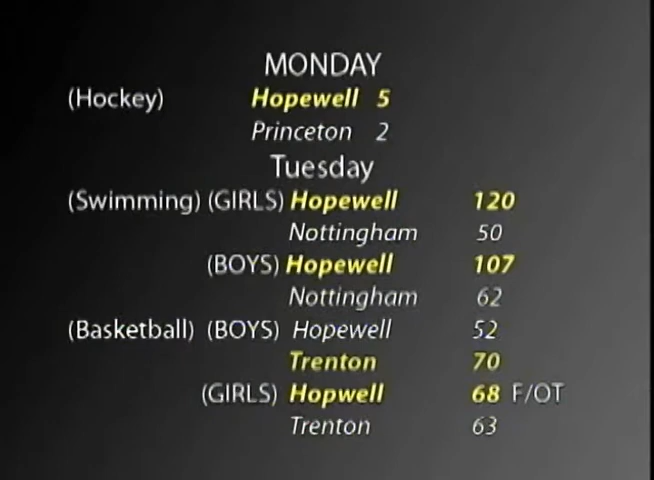 MONDAY
(Hockey) Hopewell 5
Princeton 2
Tuesday
(Swimming) (GIRLS) Hopewell 120
Nottingham 50
(BOYS) Hopewell 107
Nottingham 62
(Basketball) (BOYS) Hopewell 52
Trenton 70
(GIRLS) Hopwell 68 F/OT
Trenton 63